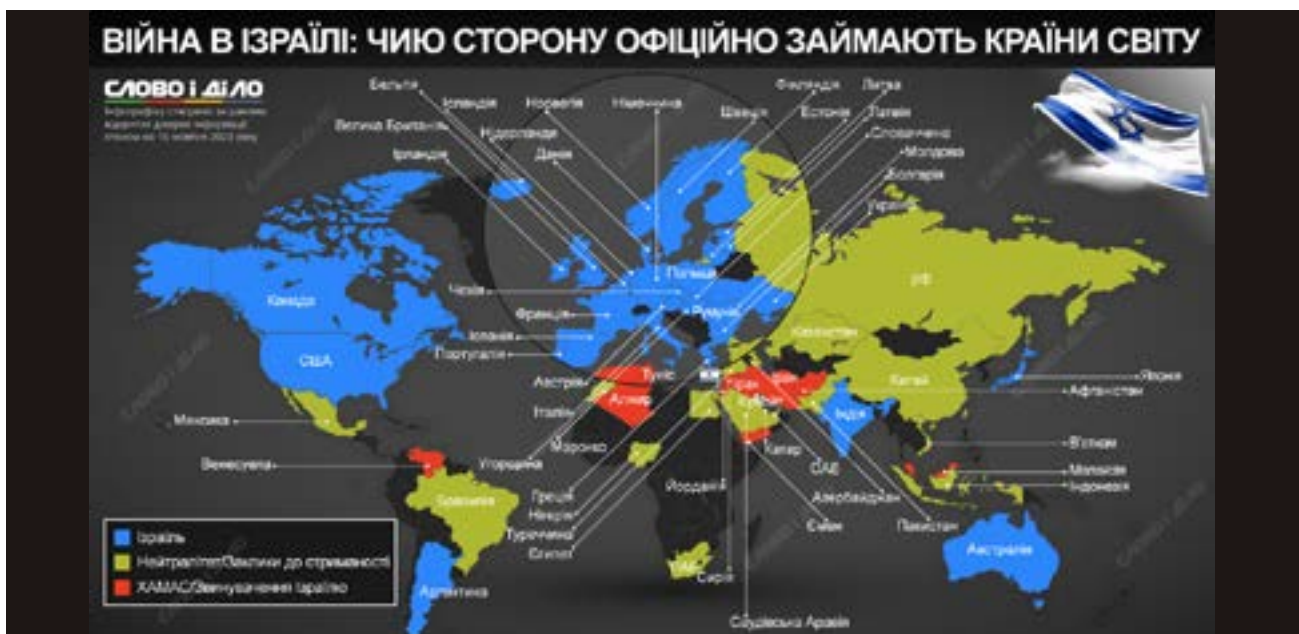 ВІЙНА В ІЗРАЇЛІ: ЧИЮ СТОРОНУ ОФІЦІЙНО ЗАЙМАЮТЬ КРАЇНИ СВІТУ
СЛОВО і ДІЛО
Бельгія
Ісландія
Норвегія
Німеччина
Фінляндія
Литва
Велика Британія
Нідерланди
Швеція
Естонія
Латвія
Ірландія
Данія
Словаччина
Молдова
Болгарія
Україна
Польща
РФ
Канада
Чехія
Румунія
Франція
Казахстан
Іспанія
США
Португалія
Туніс
Китай
Японія
Австрія
Алжир
Індія
Афганістан
Мексика
Італія
Марокко
Катар
В'єтнам
Венесуела
Угорщина
ОАЕ
Малайзія
Бразилія
Греція
Йорданія
Азербайджан
Індонезія
Туреччина
Ємен
Пакистан
Єгипет
Австралія
Ізраїль
Нейтралітет/Заклики до стриманості
ХАМАС/Звинувачення Ізраїлю
Аргентина
Сирія
Саудівська Аравія